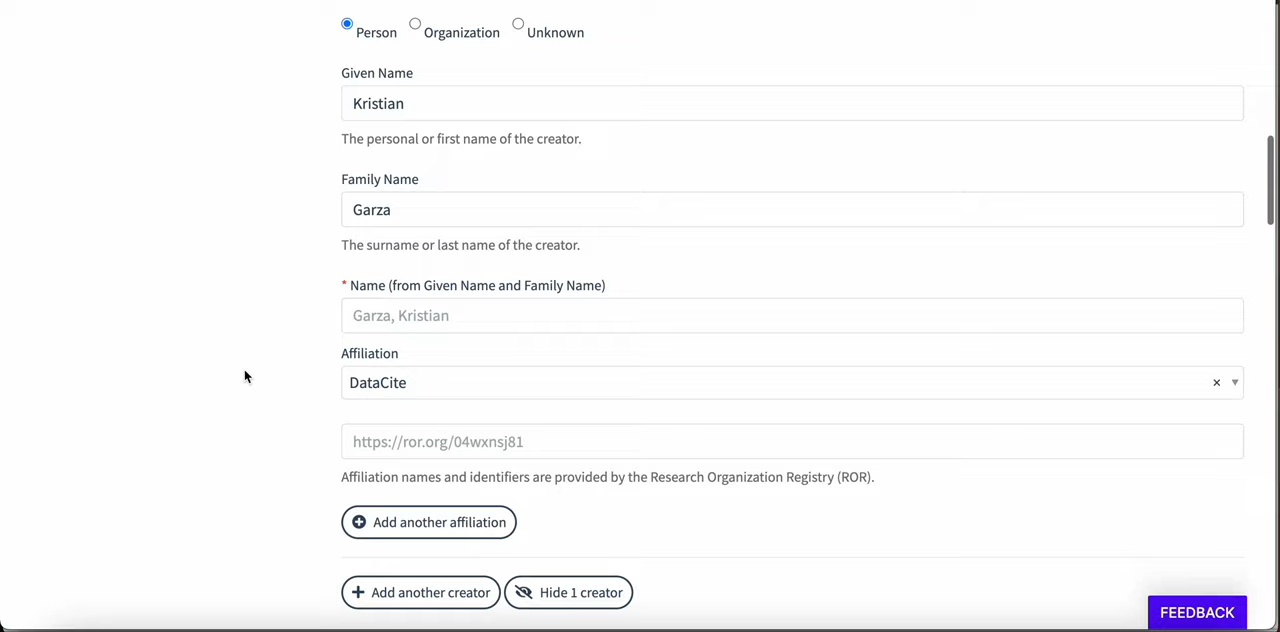 Person Organization Unknown
Given Name
Kristian
The personal or first name of the creator.
Family Name
Garza
The surname or last name of the creator.
* Name (from Given Name and Family Name)
Garza, Kristian
Affiliation
DataCite × ▼
https://ror.org/04wxnsj81
Affiliation names and identifiers are provided by the Research Organization Registry (ROR).
Add another affiliation
Add another creator Hide 1 creator
FEEDBACK